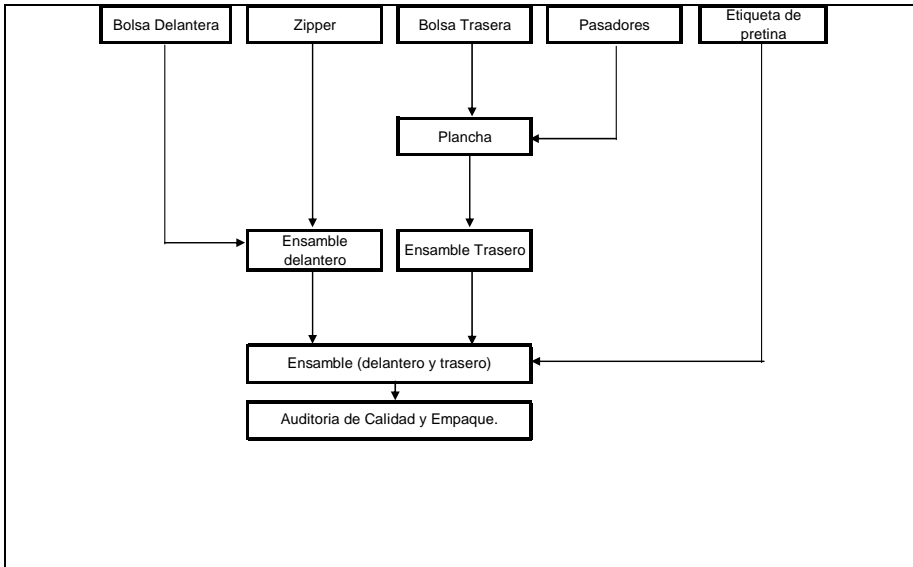 Bolsa Delantera
Zipper
Bolsa Trasera
Pasadores
Etiqueta de
pretina
Plancha
Ensamble
delantero
Ensamble Trasero
Ensamble (delantero y trasero)
Auditoria de Calidad y Empaque.